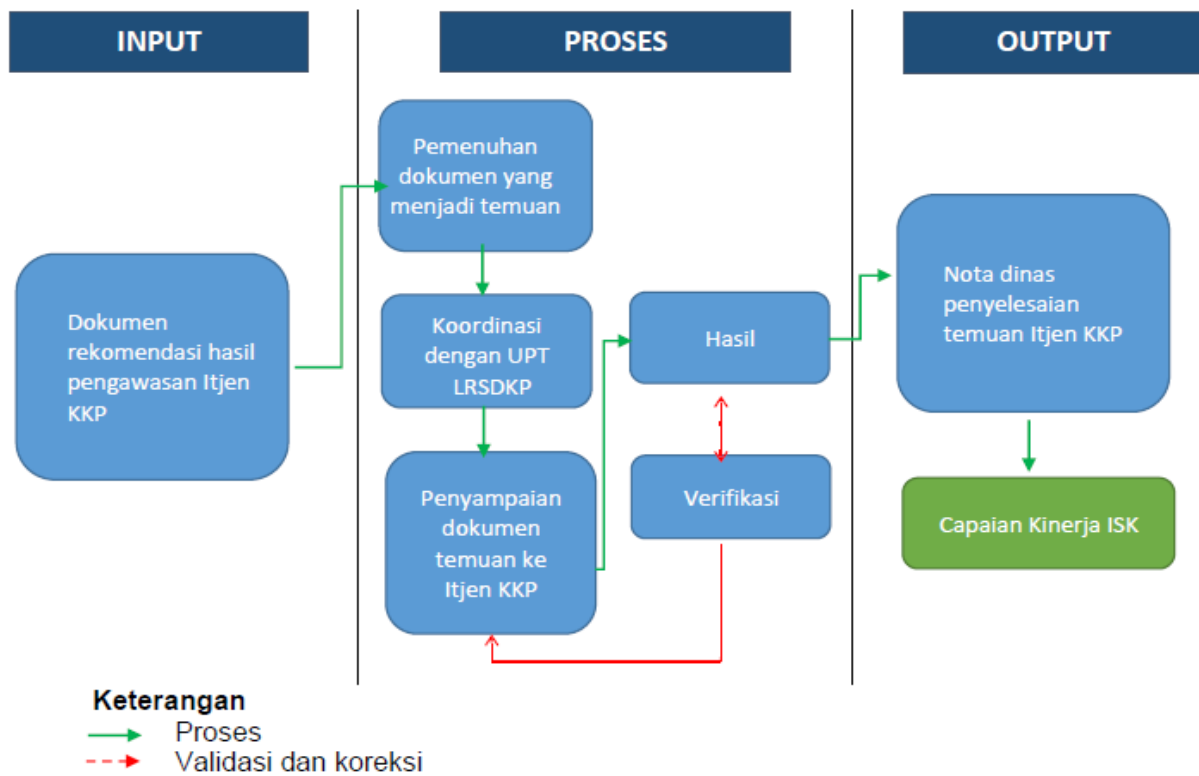 INPUT
PROSES
OUTPUT
Dokumen
rekomendasi hasil
pengawasan Itjen
KKP
Pemenuhan
dokumen yang
menjadi temuan
Koordinasi
dengan UPT
LRSDKP
Penyampaian
dokumen
temuan ke
Itjen KKP
Hasil
Verifikasi
Nota dinas
penyelesaian
temuan Itjen KKP
Capaian Kinerja ISK
Keterangan
Proses
Validasi dan koreksi